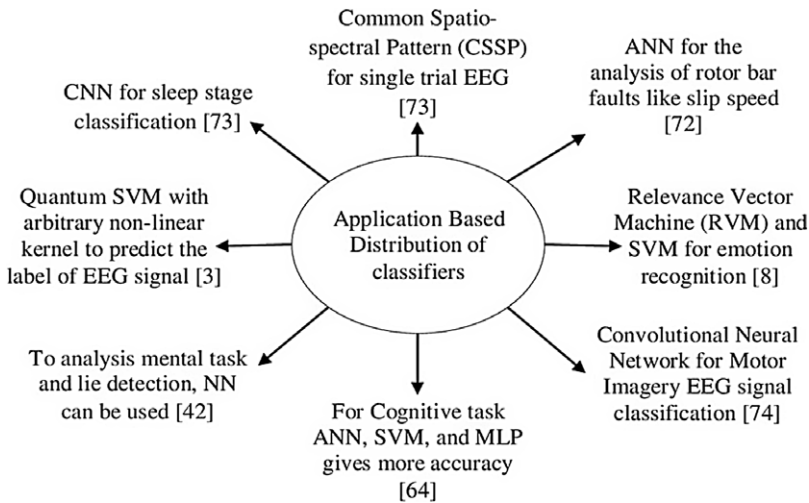 Common Spatio-
spectral Pattern (CSSP)
for single trial EEG
[73]
ANN for the
analysis of rotor bar
faults like slip speed
[72]
CNN for sleep stage
classification [73]
Quantum SVM with
arbitrary non-linear
kernel to predict the
label of EEG signal [3]
Application Based
Distribution of
classifiers
Relevance Vector
Machine (RVM) and
SVM for emotion
recognition [8]
To analysis mental task
and lie detection, NN
can be used [42]
For Cognitive task
ANN, SVM, and MLP
gives more accuracy
[64]
Convolutional Neural
Network for Motor
Imagery EEG signal
classification [74]